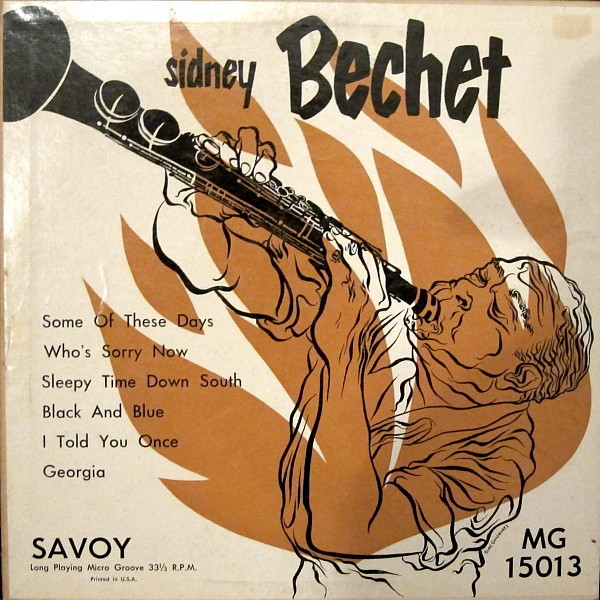 sidney Bechet
Some Of These Days
Who's Sorry Now
Sleepy Time Down South
Black And Blue
I Told You Once
Georgia
SAVOY
Long Playing Micro Groove 33⅓ R.P.M.
Printed in U.S.A.
MG
15013